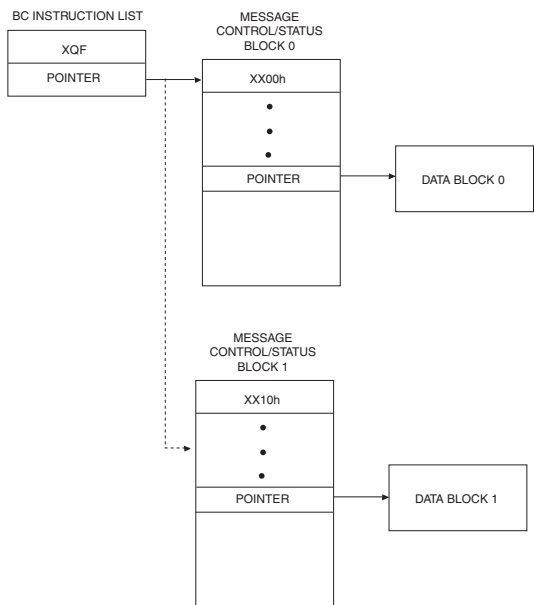 BC INSTRUCTION LIST
XQF
POINTER
MESSAGE
CONTROL/STATUS
BLOCK 0
XX00h
POINTER
DATA BLOCK 0
MESSAGE
CONTROL/STATUS
BLOCK 1
XX10h
POINTER
DATA BLOCK 1